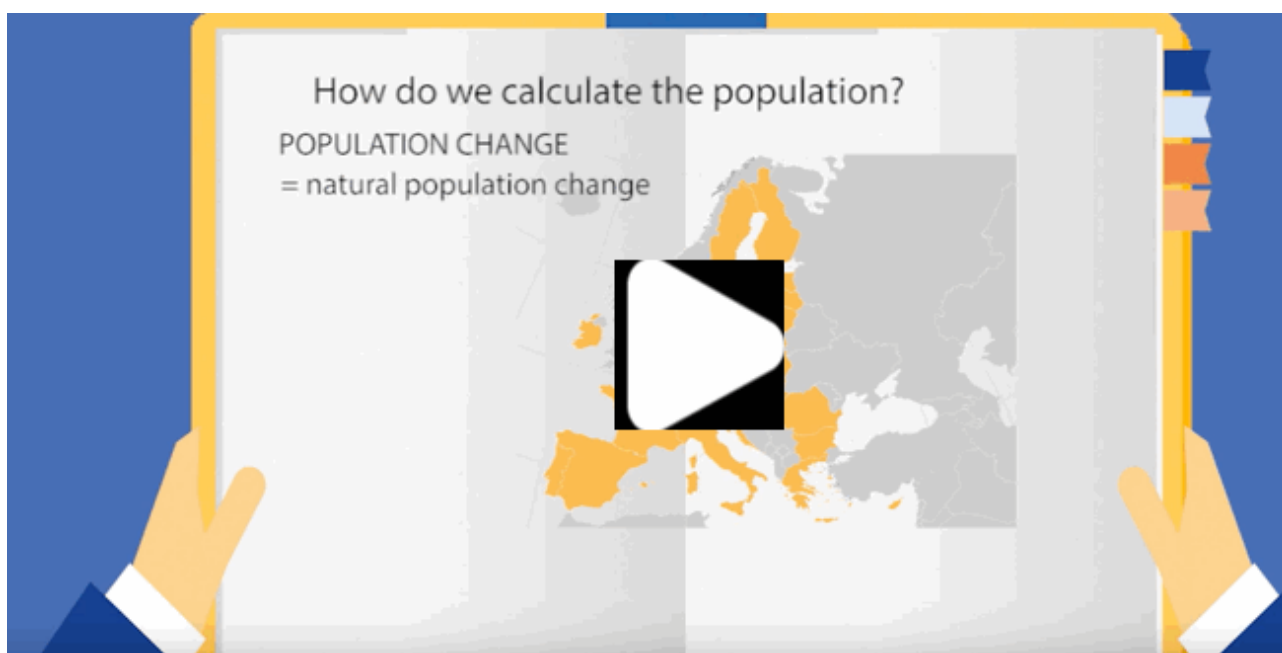 How do we calculate the population?
POPULATION CHANGE
= natural population change